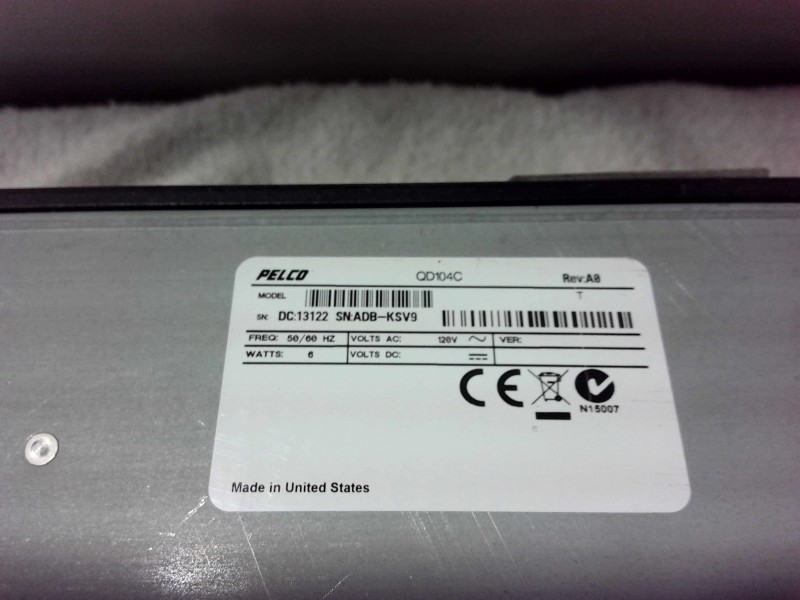 PELCO QD104C Rev:A0
MODEL T
SN: DC:13122 SN:ADB-KSV9
FREQ: 50/60 HZ VOLTS AC: 120V VER:
WATTS: 6 VOLTS DC:
CE
N15007
Made in United States